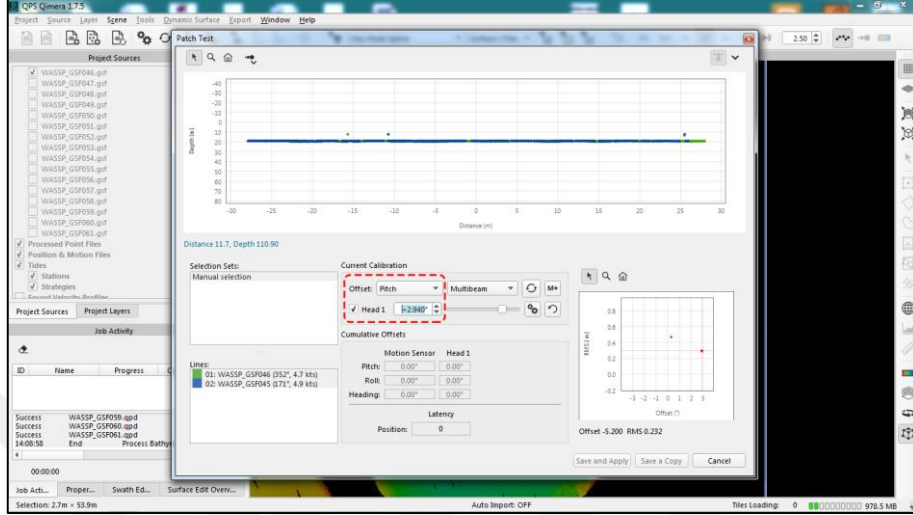 QPS Qimera 1.7.5
Project Source Layer Scene Tools Dynamic Surface Export Window Help
Patch Test
2.50
Project Sources
WASSP_GSF046.gsf
WASSP_GSF047.gsf
WASSP_GSF048.gsf
WASSP_GSF049.gsf
WASSP_GSF050.gsf
WASSP_GSF051.gsf
WASSP_GSF052.gsf
WASSP_GSF053.gsf
WASSP_GSF054.gsf
WASSP_GSF055.gsf
WASSP_GSF056.gsf
WASSP_GSF057.gsf
WASSP_GSF058.gsf
WASSP_GSF059.gsf
WASSP_GSF060.gsf
WASSP_GSF061.gsf
Processed Point Files
Position & Motion Files
Tides
Stations
Strategies
Sound Velocity Profiles
Project Sources Project Layers
Job Activity
ID Name Progress
Success WASSP_GSF059.qpd
Success WASSP_GSF060.qpd
Success WASSP_GSF061.qpd
14:08:58 End Process Bathy
00:00:00
Job Acti... Proper... Swath Ed... Surface Edit Overv...
Selection: 2.7m × 53.9m
Auto Import: OFF
Tiles Loading: 0
978.5 MB
Depth (m)
-40
-30
-20
-10
0
10
20
30
40
50
60
70
80
-30 -25 -20 -15 -10 -5 0 5 10 15 20 25 30
Distance (m)
Distance 11.7, Depth 110.90
Selection Sets:
Manual selection
Lines:
01: WASSP_GSF046 (352°, 4.7 kts)
02: WASSP_GSF045 (171°, 4.9 kts)
Current Calibration
Offset: Pitch Multibeam M+
Head 1 -2.940°
Cumulative Offsets
Motion Sensor Head 1
Pitch: 0.00° 0.00°
Roll: 0.00° 0.00°
Heading: 0.00° 0.00°
Latency
Position: 0
RMS (m)
0.8
0.6
0.4
0.2
0.0
-0.2
-3 -2 -1 0 1 2 3
Offset (°)
Offset -5.200 RMS 0.232
Save and Apply Save a Copy Cancel